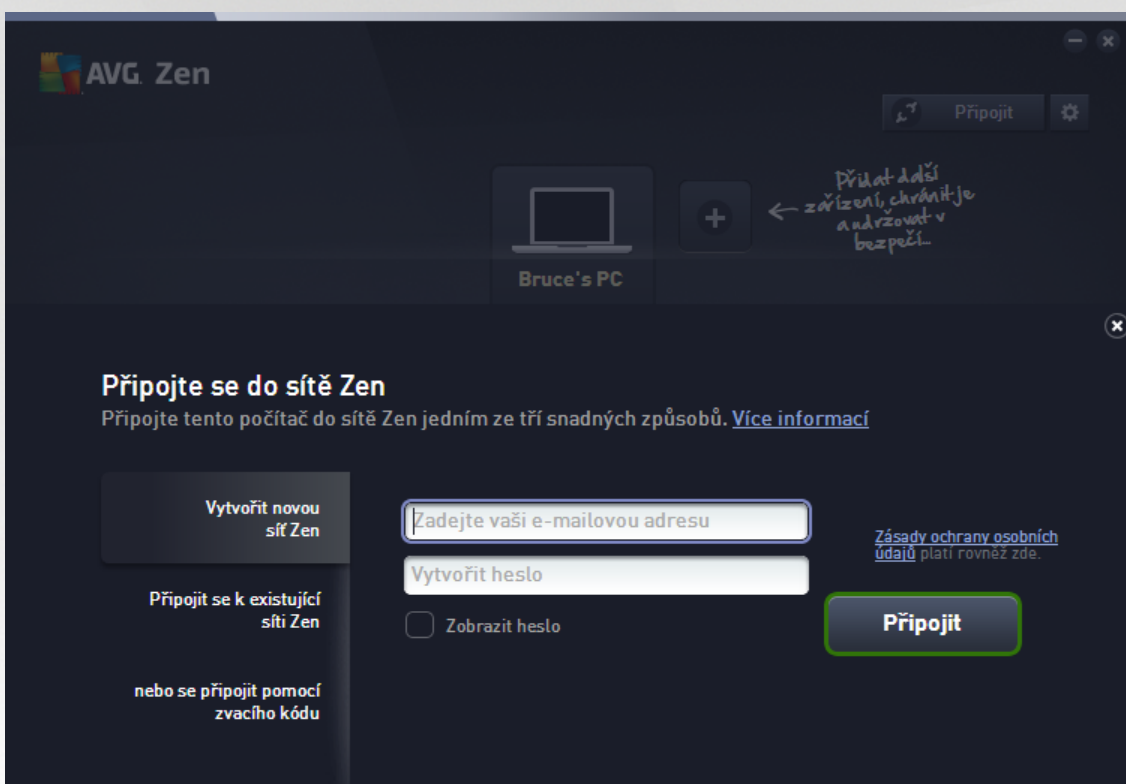 AVG. Zen
Připojit
Přidat další
zařízení, chránit je
a udržovat v
bezpečí...
Bruce's PC
Připojte se do sítě Zen
Připojte tento počítač do sítě Zen jedním ze tří snadných způsobů. Více informací
Vytvořit novou
síť Zen
Připojit se k existující
síti Zen
nebo se připojit pomocí
zvacího kódu
Zadejte vaši e-mailovou adresu
Vytvořit heslo
Zobrazit heslo
Zásady ochrany osobních
údajů platí rovněž zde.
Připojit